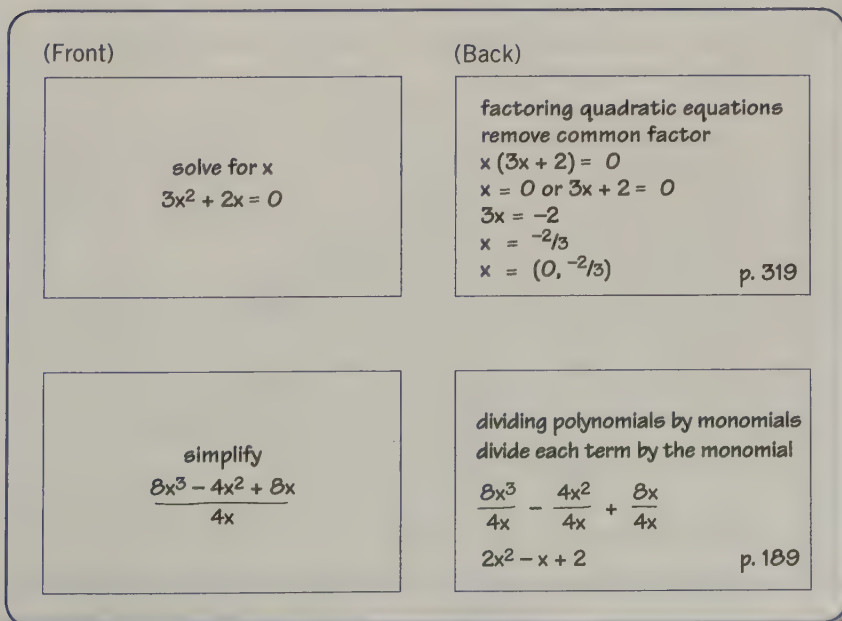 (Front)
(Back)
solve for x
3x² + 2x = 0
factoring quadratic equations
remove common factor
x (3x + 2) = 0
x = 0 or 3x + 2 = 0
3x = −2
x = ⁻²/₃
x = (0, ⁻²/₃)
p. 319
simplify
8x³ − 4x² + 8x
4x
dividing polynomials by monomials
divide each term by the monomial
8x³ − 4x² + 8x
4x 4x 4x
2x² − x + 2
p. 189